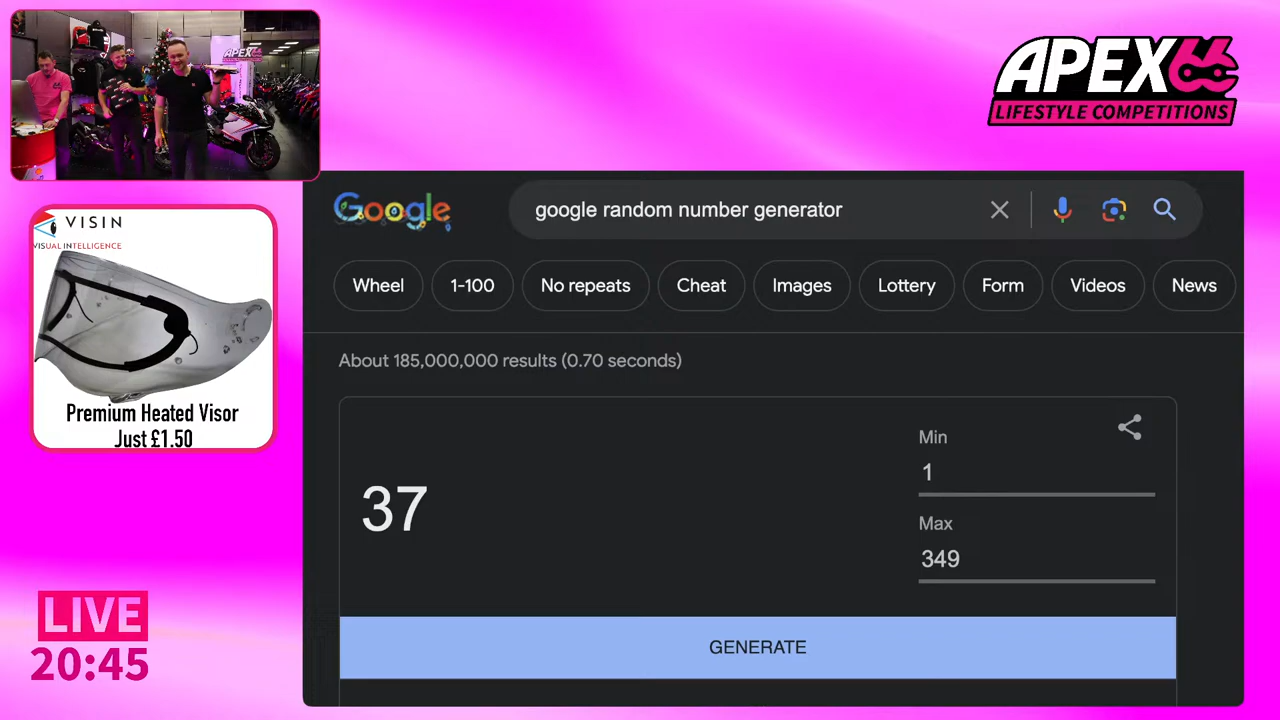 APEX66
LIFESTYLE COMPETITIONS
APEX66
VISIN
VISUAL INTELLIGENCE
Premium Heated Visor
Just £1.50
LIVE
20:45
Google
google random number generator
Wheel
1-100
No repeats
Cheat
Images
Lottery
Form
Videos
News
About 185,000,000 results (0.70 seconds)
37
Min
1
Max
349
GENERATE